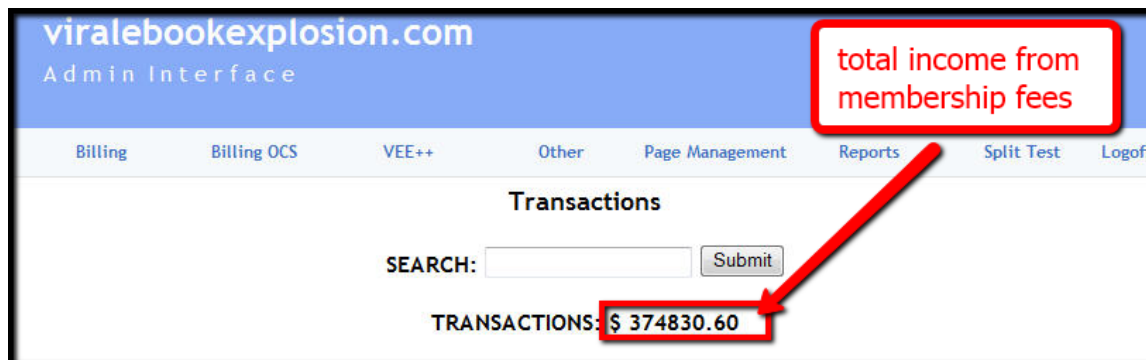 viralebookexplosion.com
Admin Interface
total income from
membership fees
Billing Billing OCS VEE++ Other Page Management Reports Split Test Logof
Transactions
SEARCH: Submit
TRANSACTIONS: $ 374830.60